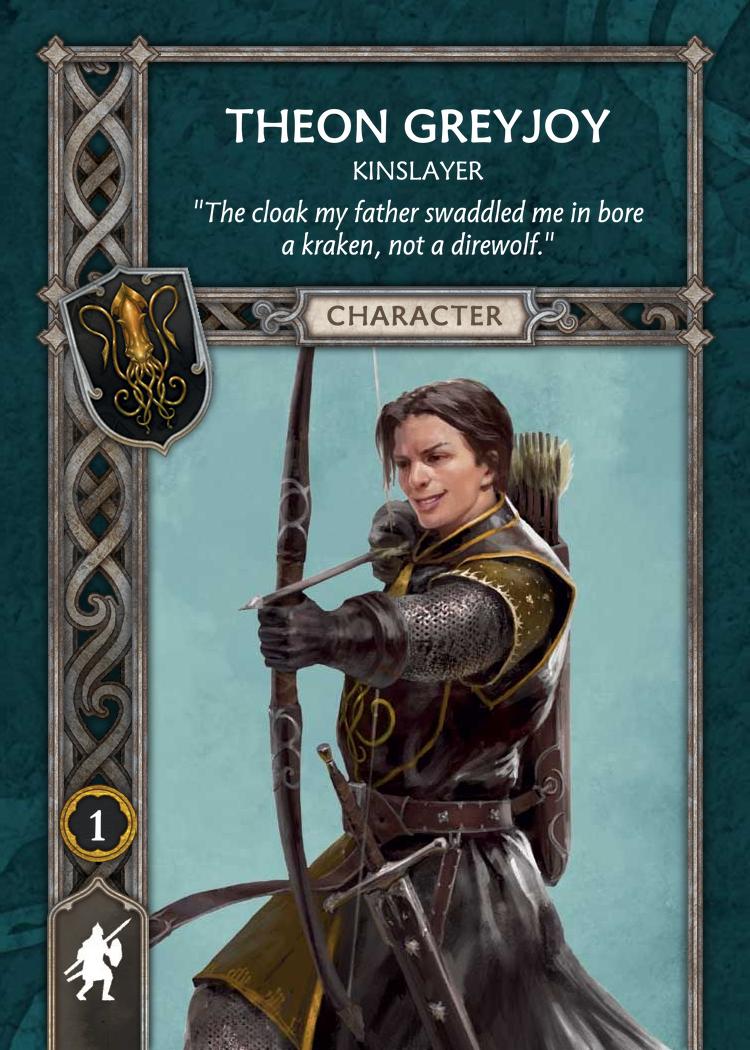 THEON GREYJOY
KINSLAYER
"The cloak my father swaddled me in bore
a kraken, not a direwolf."
CHARACTER
1